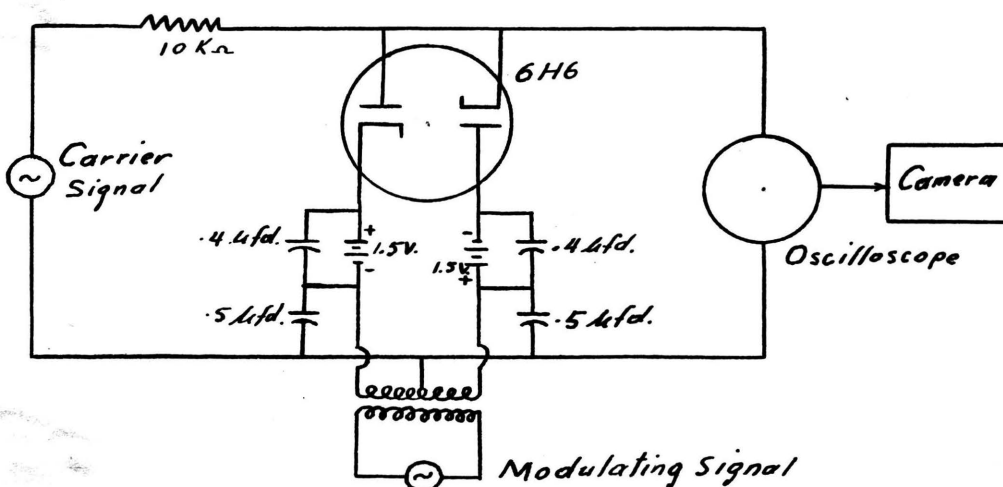 10 KΩ
6H6
Carrier
Signal
~
Camera
Oscilloscope
.4 µfd.
+
1.5V.
-
-
1.5V.
+
.4 µfd.
.5 µfd.
.5 µfd.
~
Modulating Signal